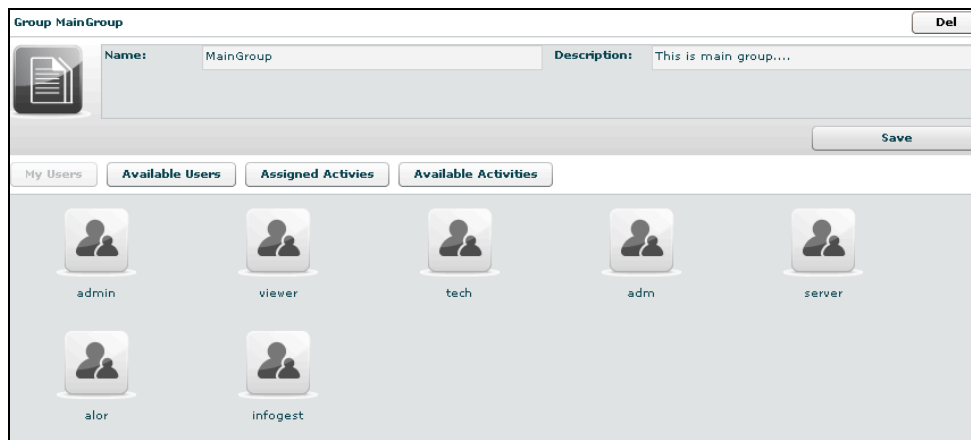 Group MainGroup
Del
Name:
MainGroup
Description:
This is main group....
Save
My Users
Available Users
Assigned Activies
Available Activities
admin
viewer
tech
adm
server
alor
infogest